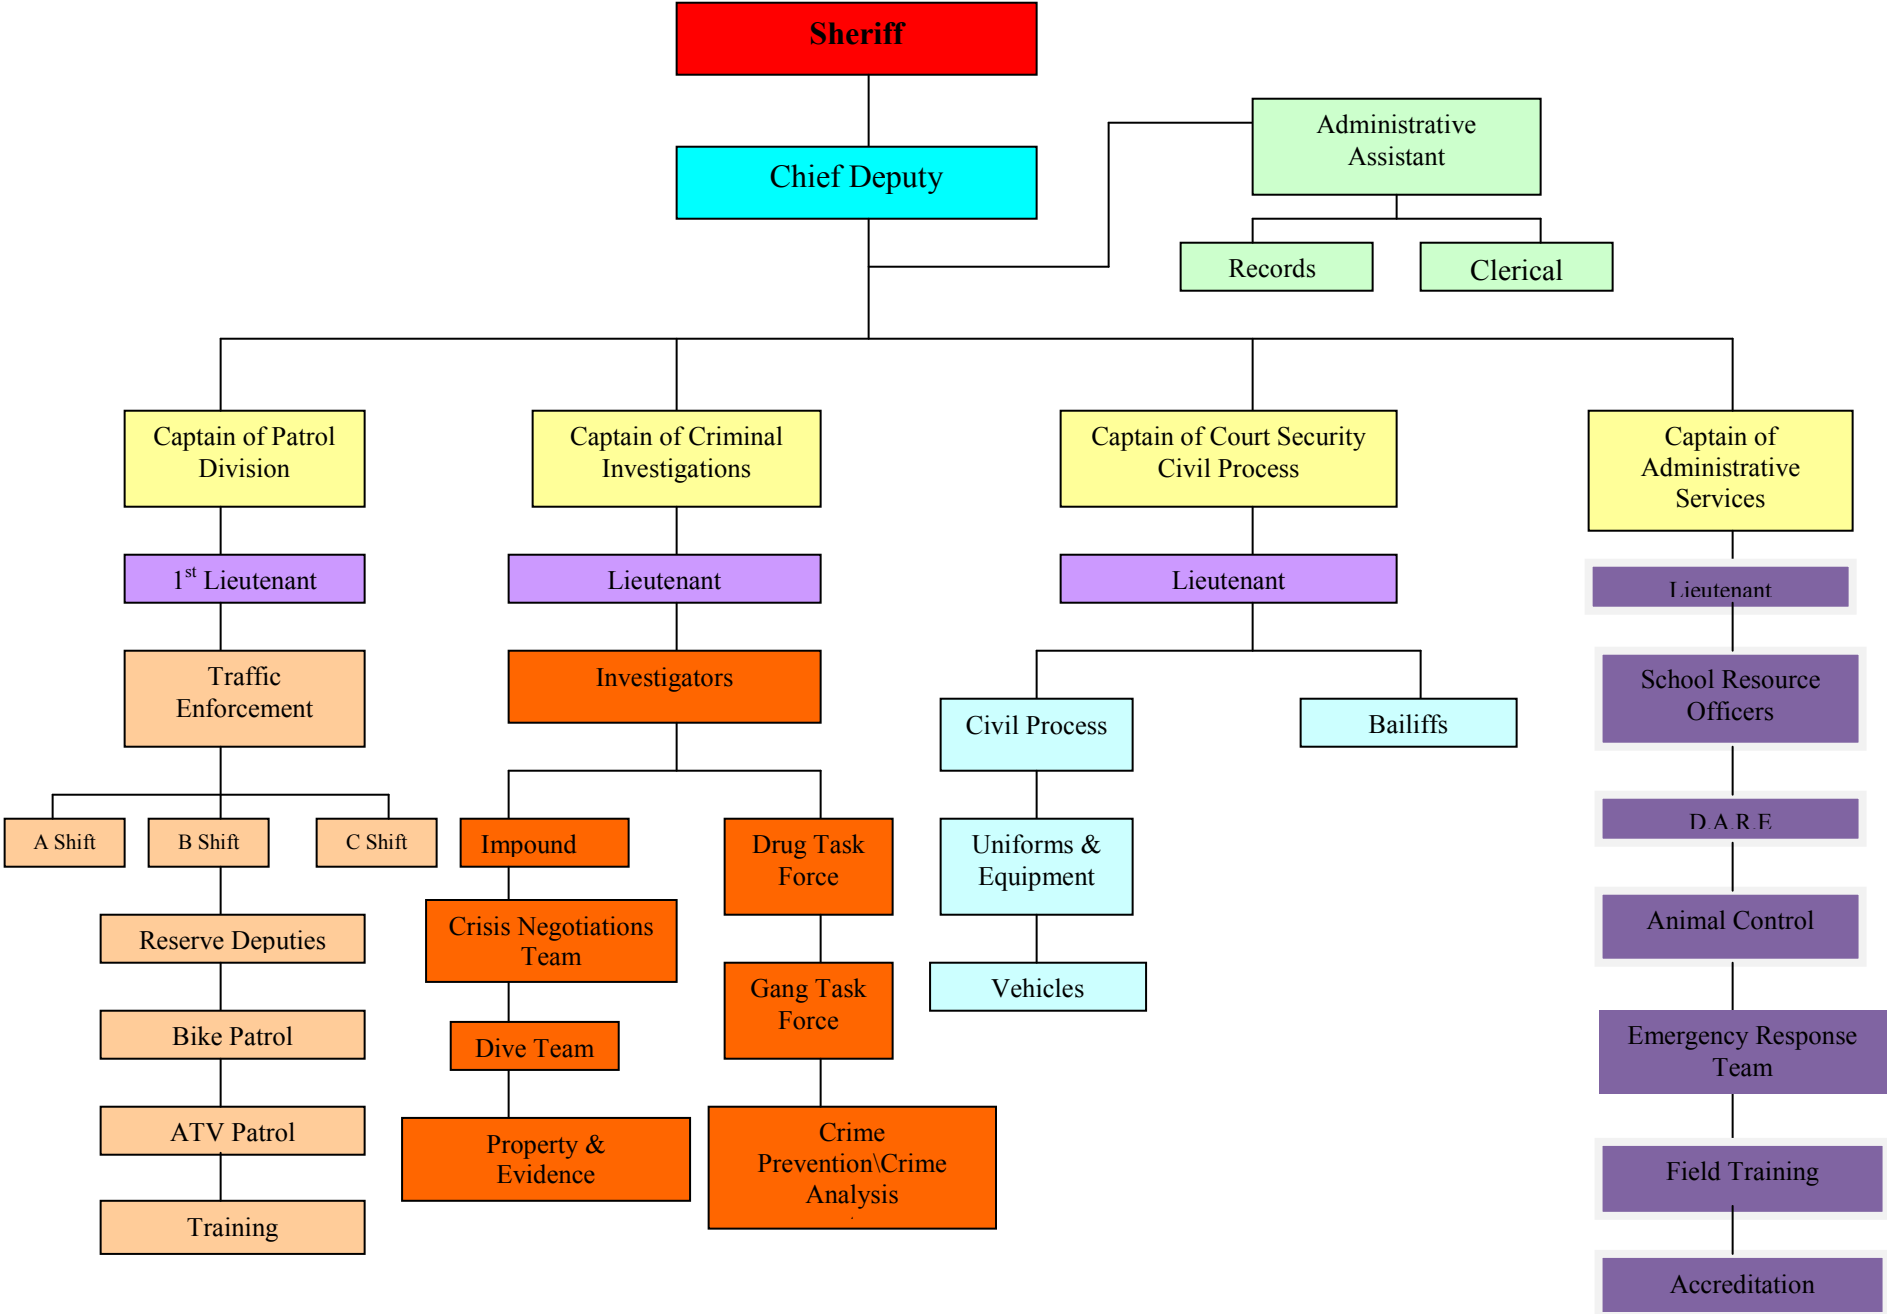 Sheriff
Administrative
Assistant
Chief Deputy
Records
Clerical
Captain of Patrol
Division
Captain of Criminal
Investigations
Captain of Court Security
Civil Process
Captain of
Administrative
Services
1st Lieutenant
Lieutenant
Lieutenant
Lieutenant
Traffic
Enforcement
Investigators
Civil Process
Bailiffs
School Resource
Officers
A Shift
B Shift
C Shift
Impound
Drug Task
Force
Uniforms &
Equipment
D.A.R.E
Reserve Deputies
Crisis Negotiations
Team
Gang Task
Force
Vehicles
Animal Control
Bike Patrol
Dive Team
Emergency Response
Team
ATV Patrol
Property &
Evidence
Crime
Prevention\Crime
Analysis
Field Training
Training
Accreditation